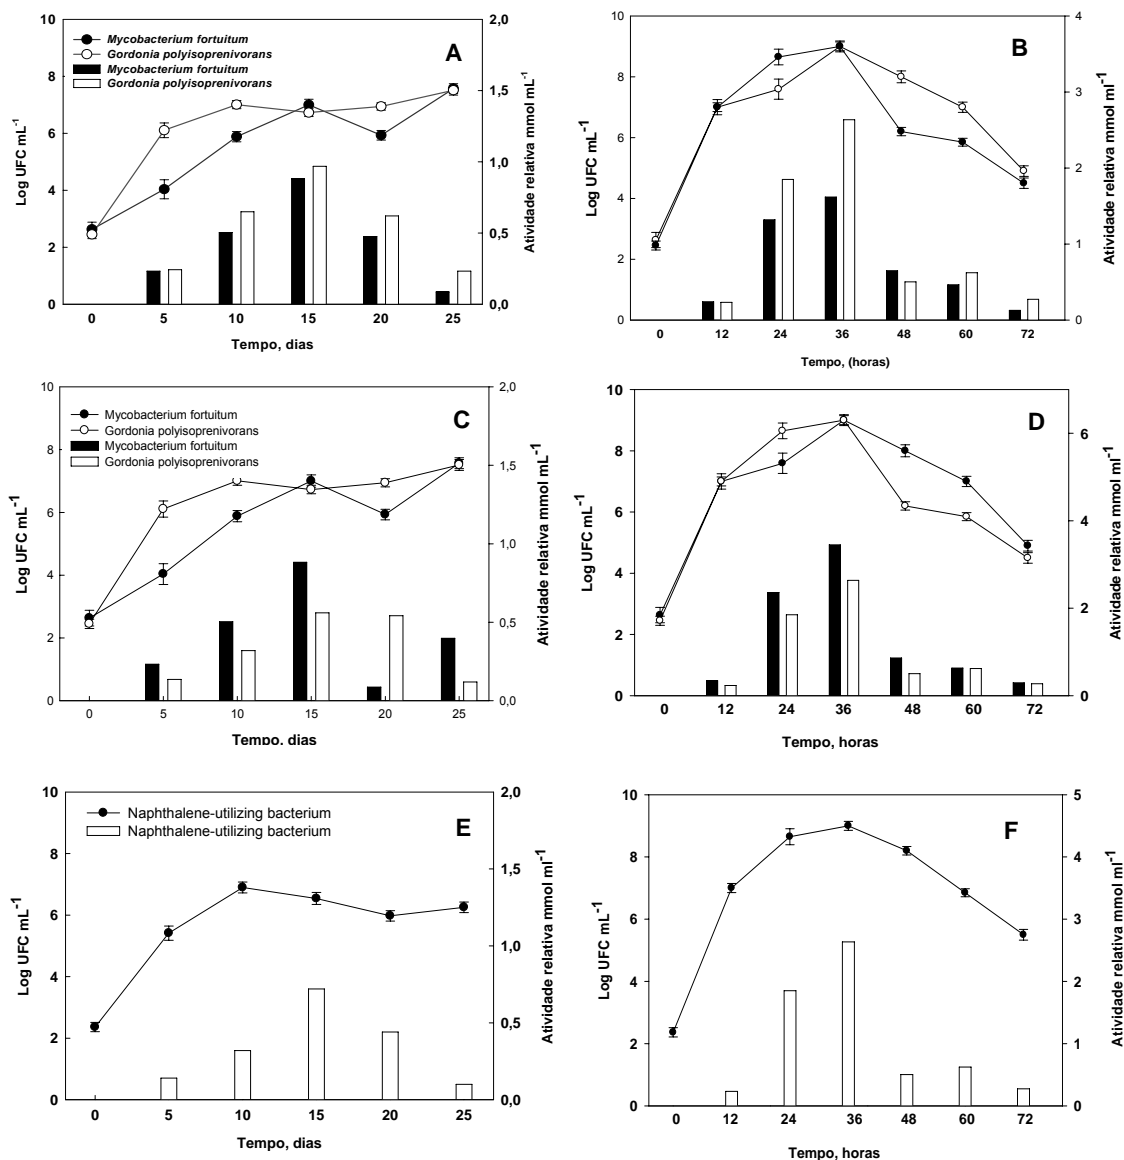 A
Mycobacterium fortuitum
Gordonia polyisoprenivorans
Mycobacterium fortuitum
Gordonia polyisoprenivorans
Log UFC mL-1
10
8
6
4
2
0
Atividade relativa mmol mL-1
2,0
1,5
1,0
0,5
0,0
0 5 10 15 20 25
Tempo, dias
B
Log UFC mL-1
10
8
6
4
2
0
Atividade relativa mmol mL-1
4
3
2
1
0
0 12 24 36 48 60 72
Tempo, (horas)
C
Mycobacterium fortuitum
Gordonia polyisoprenivorans
Mycobacterium fortuitum
Gordonia polyisoprenivorans
Log UFC mL-1
10
8
6
4
2
0
Atividade relativa mmol mL-1
2,0
1,5
1,0
0,5
0,0
0 5 10 15 20 25
Tempo, dias
D
Log UFC mL-1
10
8
6
4
2
0
Atividade relativa mmol ml-1
6
4
2
0
0 12 24 36 48 60 72
Tempo, horas
E
Naphthalene-utilizing bacterium
Naphthalene-utilizing bacterium
Log UFC mL-1
10
8
6
4
2
0
Atividade relativa mmol ml-1
2,0
1,5
1,0
0,5
0,0
0 5 10 15 20 25
Tempo, dias
F
Log UFC mL-1
10
8
6
4
2
0
Atividade relativa mmol ml-1
5
4
3
2
1
0
0 12 24 36 48 60 72
Tempo, horas